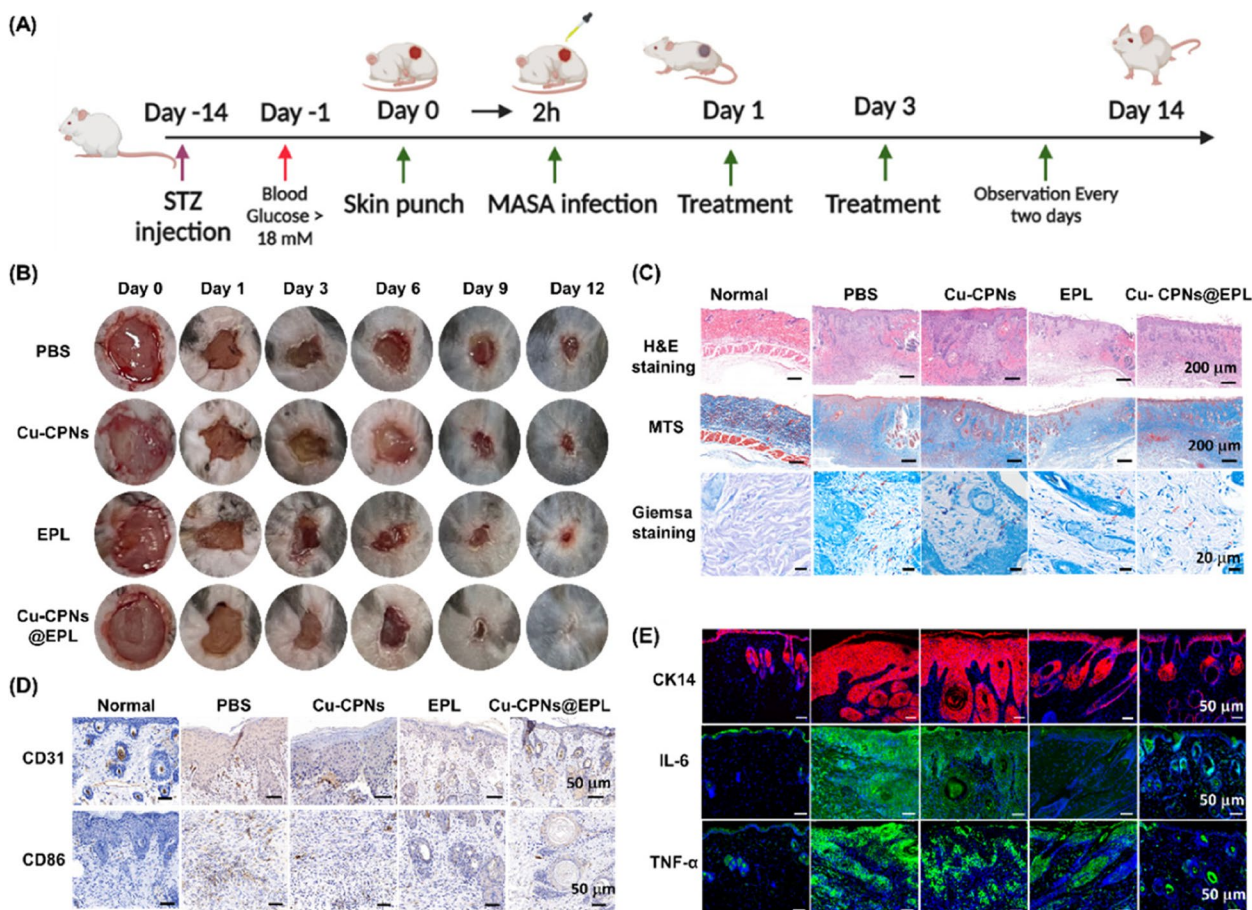 (A)
Day -14
Day -1
Day 0
2h
Day 1
Day 3
Day 14
STZ
injection
Blood
Glucose >
18 mM
Skin punch
MASA infection
Treatment
Treatment
Observation Every
two days
(B)
Day 0 Day 1 Day 3 Day 6 Day 9 Day 12
PBS
Cu-CPNs
EPL
Cu-CPNs
@EPL
(C)
Normal PBS Cu-CPNs EPL Cu- CPNs@EPL
H&E
staining
200 μm
MTS
200 μm
Giemsa
staining
20 μm
(D)
Normal PBS Cu-CPNs EPL Cu-CPNs@EPL
CD31
50 μm
CD86
50 μm
(E)
CK14
50 μm
IL-6
50 μm
TNF-α
50 μm